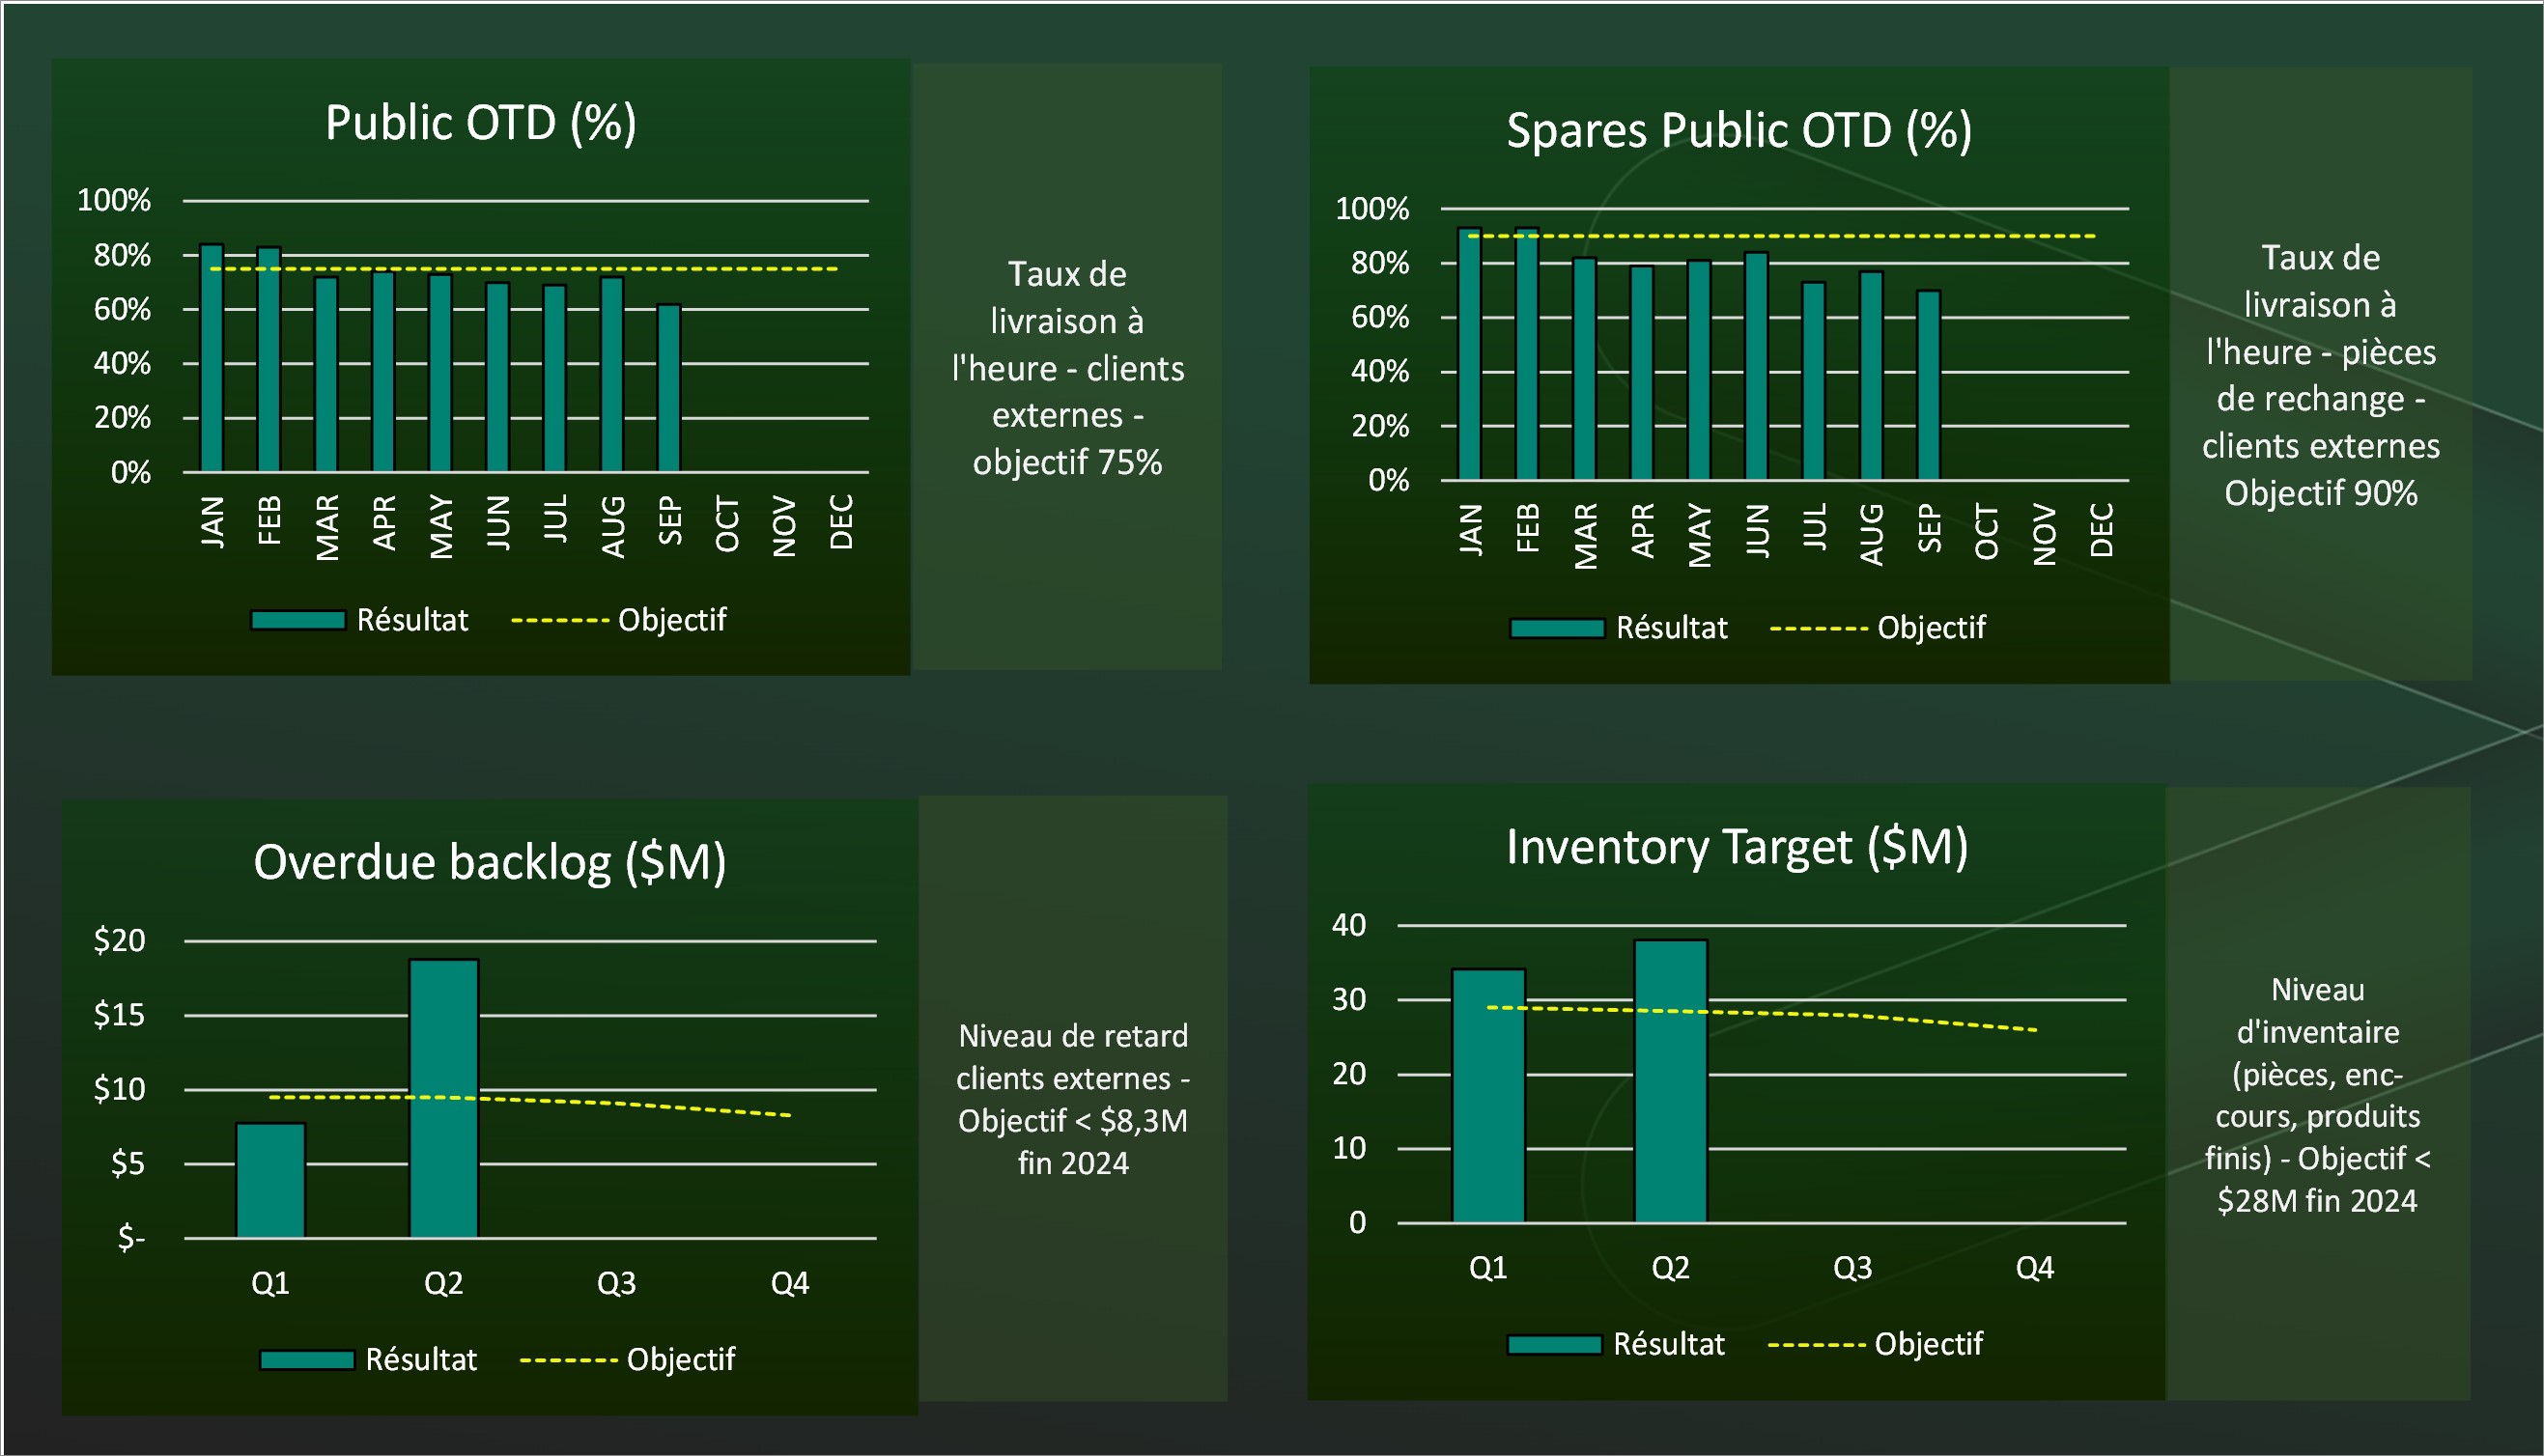 Public OTD (%)
100%
80%
60%
40%
20%
0%
JAN
FEB
MAR
APR
MAY
JUN
JUL
AUG
SEP
OCT
NOV
DEC
Résultat
Objectif
Taux de
livraison à
l'heure - clients
externes -
objectif 75%
Spares Public OTD (%)
100%
80%
60%
40%
20%
0%
JAN
FEB
MAR
APR
MAY
JUN
JUL
AUG
SEP
OCT
NOV
DEC
Résultat
Objectif
Taux de
livraison à
l'heure - pièces
de rechange -
clients externes
Objectif 90%
Overdue backlog ($M)
$20
$15
$10
$5
$-
Q1
Q2
Q3
Q4
Résultat
Objectif
Niveau de retard
clients externes -
Objectif < $8,3M
fin 2024
Inventory Target ($M)
40
30
20
10
0
Q1
Q2
Q3
Q4
Résultat
Objectif
Niveau
d'inventaire
(pièces, enc-
cours, produits
finis) - Objectif <
$28M fin 2024